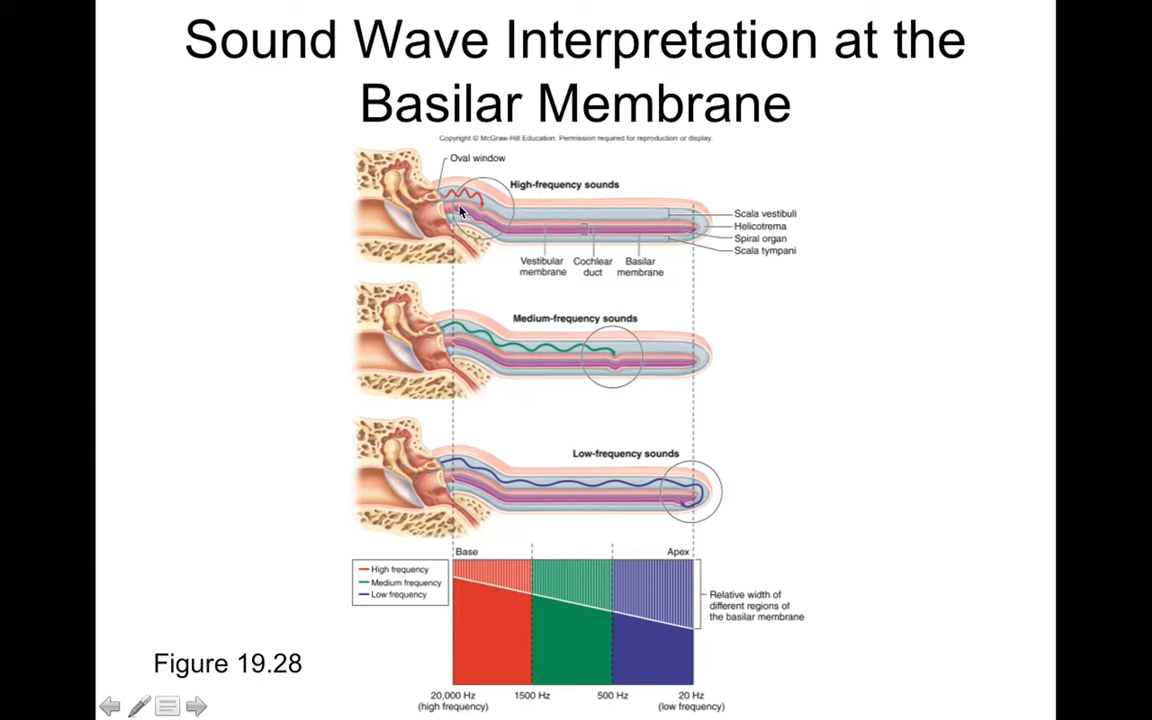 Sound Wave Interpretation at the
Basilar Membrane
Copyright © McGraw-Hill Education. Permission required for reproduction or display.
Oval window
High-frequency sounds
Scala vestibuli
Helicotrema
Spiral organ
Scala tympani
Vestibular
membrane
Cochlear
duct
Basilar
membrane
Medium-frequency sounds
Low-frequency sounds
Base
Apex
High frequency
Medium frequency
Low frequency
Relative width of
different regions of
the basilar membrane
Figure 19.28
20,000 Hz
(high frequency)
1500 Hz
500 Hz
20 Hz
(low frequency)